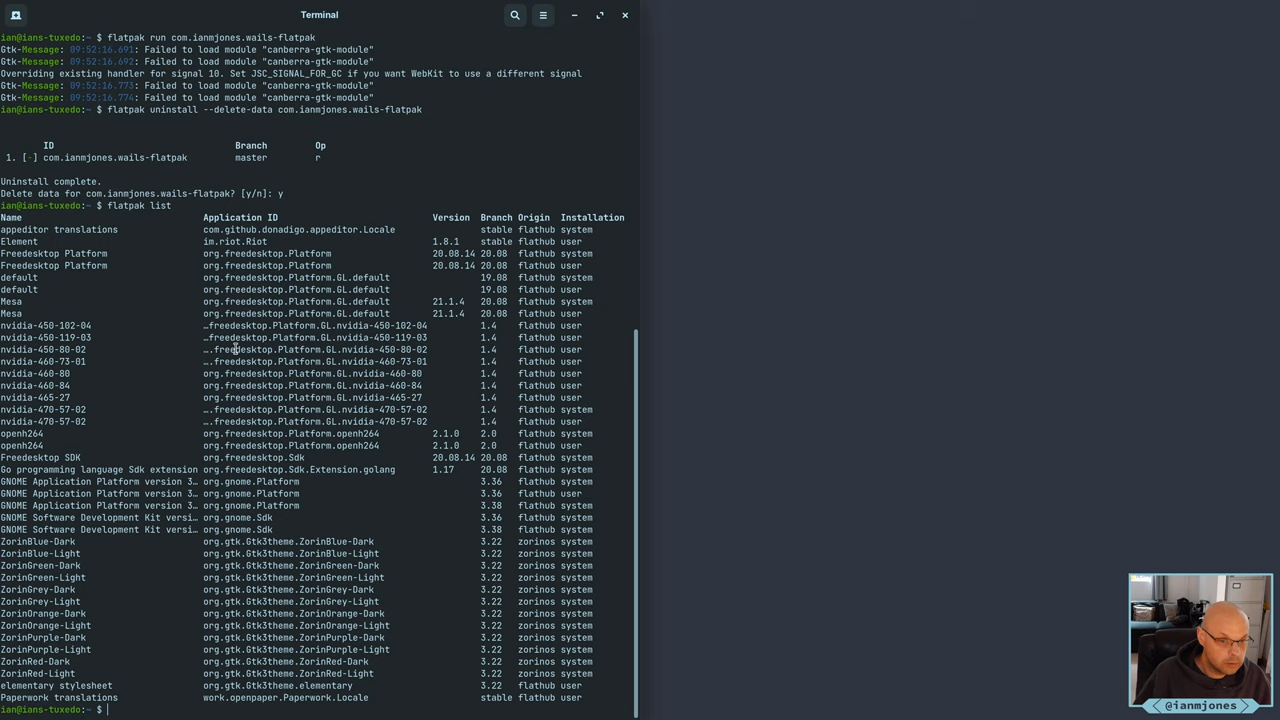 Terminal
ian@ians-tuxedo:~ $ flatpak run com.ianmjones.wails-flatpak
Gtk-Message: 09:52:16.691: Failed to load module "canberra-gtk-module"
Gtk-Message: 09:52:16.692: Failed to load module "canberra-gtk-module"
Overriding existing handler for signal 10. Set JSC_SIGNAL_FOR_GC if you want WebKit to use a different signal
Gtk-Message: 09:52:16.773: Failed to load module "canberra-gtk-module"
Gtk-Message: 09:52:16.774: Failed to load module "canberra-gtk-module"
ian@ians-tuxedo:~ $ flatpak uninstall --delete-data com.ianmjones.wails-flatpak
ID Branch Op
1. [-] com.ianmjones.wails-flatpak master r
Uninstall complete.
Delete data for com.ianmjones.wails-flatpak? [y/n]: y
ian@ians-tuxedo:~ $ flatpak list
Name Application ID Version Branch Origin Installation
appeditor translations com.github.donadigo.appeditor.Locale stable flathub system
Element im.riot.Riot 1.8.1 stable flathub user
Freedesktop Platform org.freedesktop.Platform 20.08.14 20.08 flathub system
Freedesktop Platform org.freedesktop.Platform 20.08.14 20.08 flathub user
default org.freedesktop.Platform.GL.default 19.08 flathub system
default org.freedesktop.Platform.GL.default 19.08 flathub user
Mesa org.freedesktop.Platform.GL.default 21.1.4 20.08 flathub system
Mesa org.freedesktop.Platform.GL.default 21.1.4 20.08 flathub user
nvidia-450-102-04 …freedesktop.Platform.GL.nvidia-450-102-04 1.4 flathub user
nvidia-450-119-03 …freedesktop.Platform.GL.nvidia-450-119-03 1.4 flathub user
nvidia-450-80-02 ….freedesktop.Platform.GL.nvidia-450-80-02 1.4 flathub user
nvidia-460-73-01 ….freedesktop.Platform.GL.nvidia-460-73-01 1.4 flathub user
nvidia-460-80 org.freedesktop.Platform.GL.nvidia-460-80 1.4 flathub user
nvidia-460-84 org.freedesktop.Platform.GL.nvidia-460-84 1.4 flathub user
nvidia-465-27 org.freedesktop.Platform.GL.nvidia-465-27 1.4 flathub user
nvidia-470-57-02 ….freedesktop.Platform.GL.nvidia-470-57-02 1.4 flathub system
nvidia-470-57-02 ….freedesktop.Platform.GL.nvidia-470-57-02 1.4 flathub user
openh264 org.freedesktop.Platform.openh264 2.1.0 2.0 flathub system
openh264 org.freedesktop.Platform.openh264 2.1.0 2.0 flathub user
Freedesktop SDK org.freedesktop.Sdk 20.08.14 20.08 flathub system
Go programming language Sdk extension org.freedesktop.Sdk.Extension.golang 1.17 20.08 flathub system
GNOME Application Platform version 3… org.gnome.Platform 3.36 flathub system
GNOME Application Platform version 3… org.gnome.Platform 3.36 flathub user
GNOME Application Platform version 3… org.gnome.Platform 3.38 flathub system
GNOME Software Development Kit versi… org.gnome.Sdk 3.36 flathub system
GNOME Software Development Kit versi… org.gnome.Sdk 3.38 flathub system
ZorinBlue-Dark org.gtk.Gtk3theme.ZorinBlue-Dark 3.22 zorinos system
ZorinBlue-Light org.gtk.Gtk3theme.ZorinBlue-Light 3.22 zorinos system
ZorinGreen-Dark org.gtk.Gtk3theme.ZorinGreen-Dark 3.22 zorinos system
ZorinGreen-Light org.gtk.Gtk3theme.ZorinGreen-Light 3.22 zorinos system
ZorinGrey-Dark org.gtk.Gtk3theme.ZorinGrey-Dark 3.22 zorinos system
ZorinGrey-Light org.gtk.Gtk3theme.ZorinGrey-Light 3.22 zorinos system
ZorinOrange-Dark org.gtk.Gtk3theme.ZorinOrange-Dark 3.22 zorinos system
ZorinOrange-Light org.gtk.Gtk3theme.ZorinOrange-Light 3.22 zorinos system
ZorinPurple-Dark org.gtk.Gtk3theme.ZorinPurple-Dark 3.22 zorinos system
ZorinPurple-Light org.gtk.Gtk3theme.ZorinPurple-Light 3.22 zorinos system
ZorinRed-Dark org.gtk.Gtk3theme.ZorinRed-Dark 3.22 zorinos system
ZorinRed-Light org.gtk.Gtk3theme.ZorinRed-Light 3.22 zorinos system
elementary stylesheet org.gtk.Gtk3theme.elementary 3.22 flathub user
Paperwork translations work.openpaper.Paperwork.Locale stable flathub system
ian@ians-tuxedo:~ $
@ianmjones